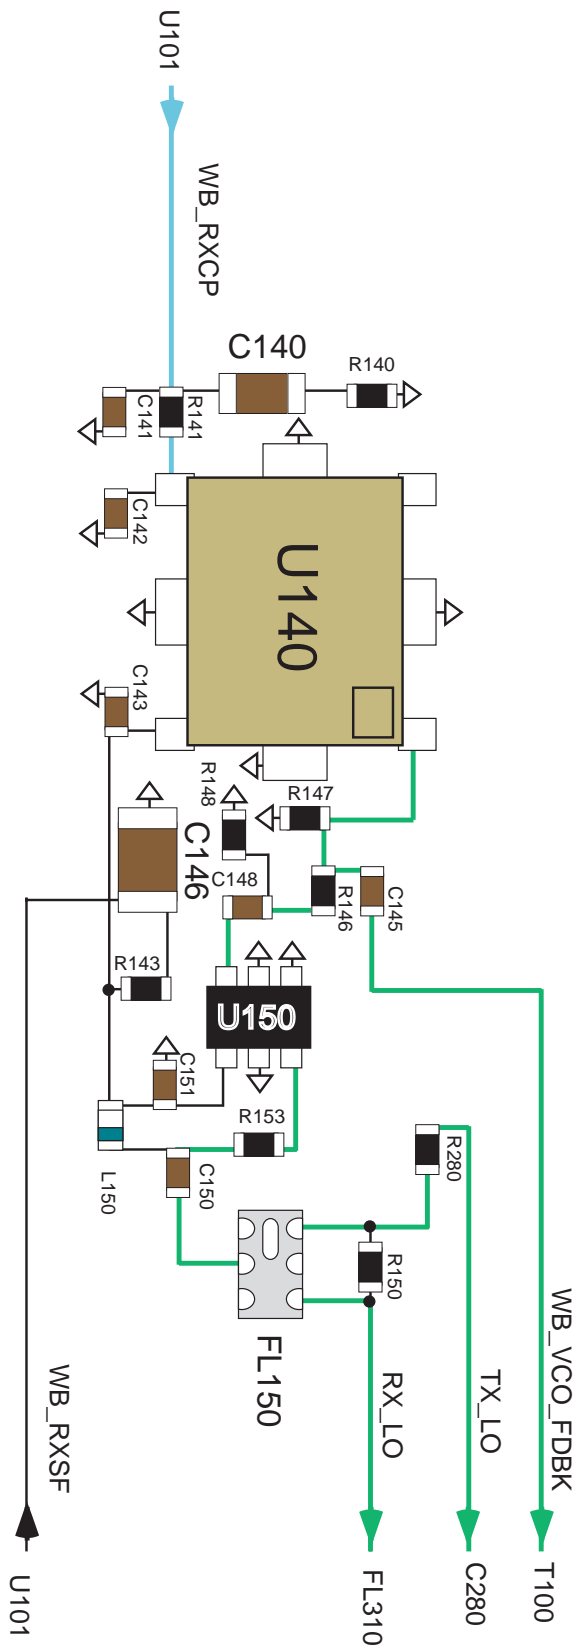 U101
WB_RXCP
C140
R140
C141
R141
C142
U140
C143
R148
R147
C146
C148
R146
C145
R143
U150
C151
R153
R280
L150
C150
R150
FL150
WB_RXSF
RX_LO
TX_LO
WB_VCO_FDBK
U101
FL310
C280
T100